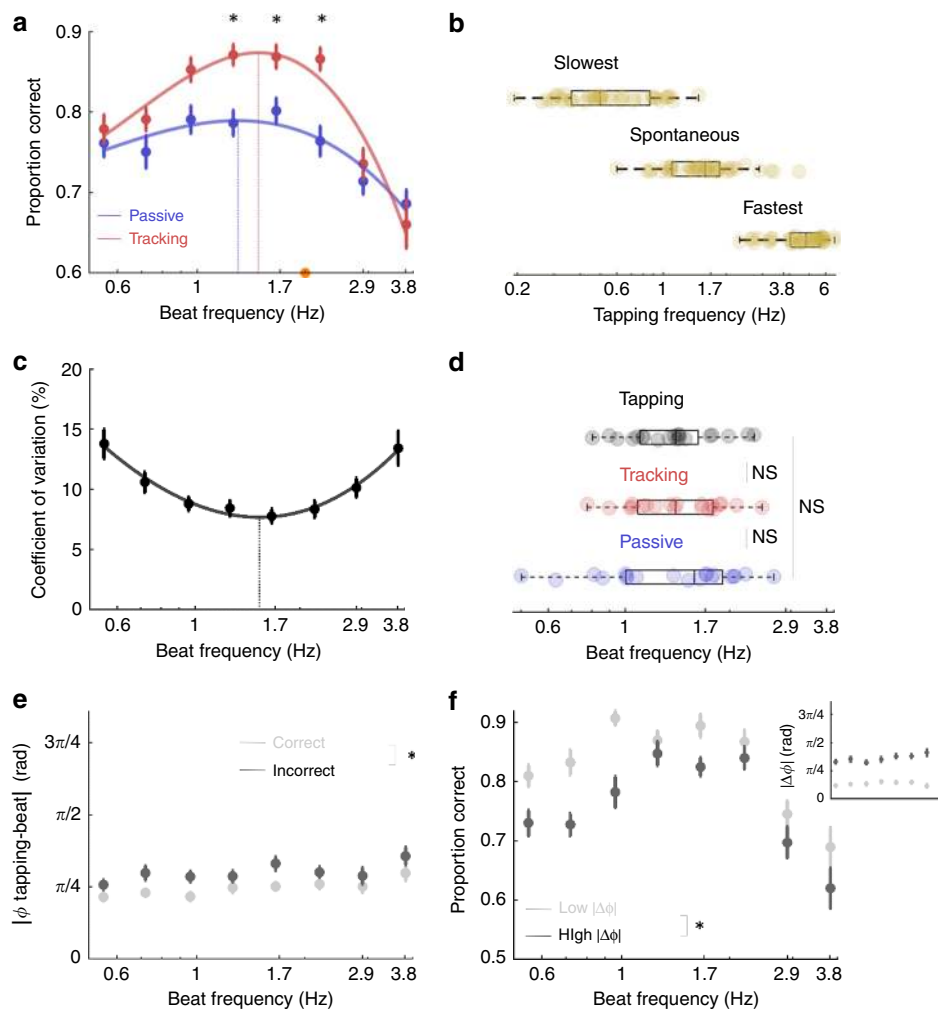 a
* * *
0.9
0.8
0.7
0.6
Proportion correct
Passive
Tracking
0.6 1 1.7 2.9 3.8
Beat frequency (Hz)
b
Slowest
Spontaneous
Fastest
0.2 0.6 1 1.7 3.8 6
Tapping frequency (Hz)
c
20
15
10
5
0
Coefficient of variation (%)
0.6 1 1.7 2.9 3.8
Beat frequency (Hz)
d
Tapping
Tracking
Passive
NS
NS
NS
0.6 1 1.7 2.9 3.8
Beat frequency (Hz)
e
3π/4
π/2
π/4
0
|ϕ tapping-beat| (rad)
Correct
Incorrect
*
0.6 1 1.7 2.9 3.8
Beat frequency (Hz)
f
0.9
0.8
0.7
0.6
0.5
Proportion correct
Low |Δϕ|
HIgh |Δϕ|
*
0.6 1 1.7 2.9 3.8
Beat frequency (Hz)
3π/4
π/2
π/4
0
|Δϕ| (rad)